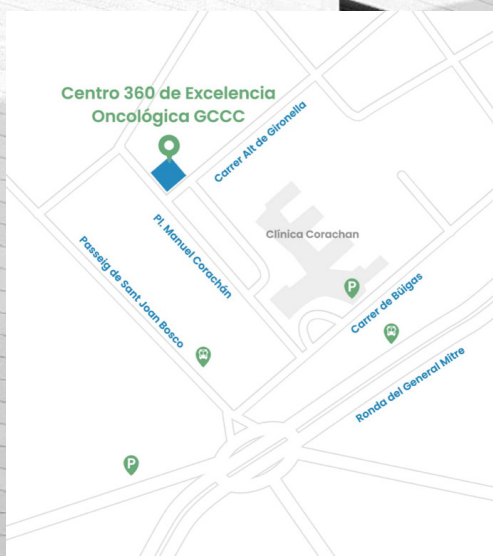 Centro 360 de Excelencia
Oncológica GCCC
Carrer Alt de Gironella
Pl. Manuel Corachán
Clínica Corachan
Passeig de Sant Joan Bosco
P
Carrer de Bûigas
Ronda del General Mitre
P